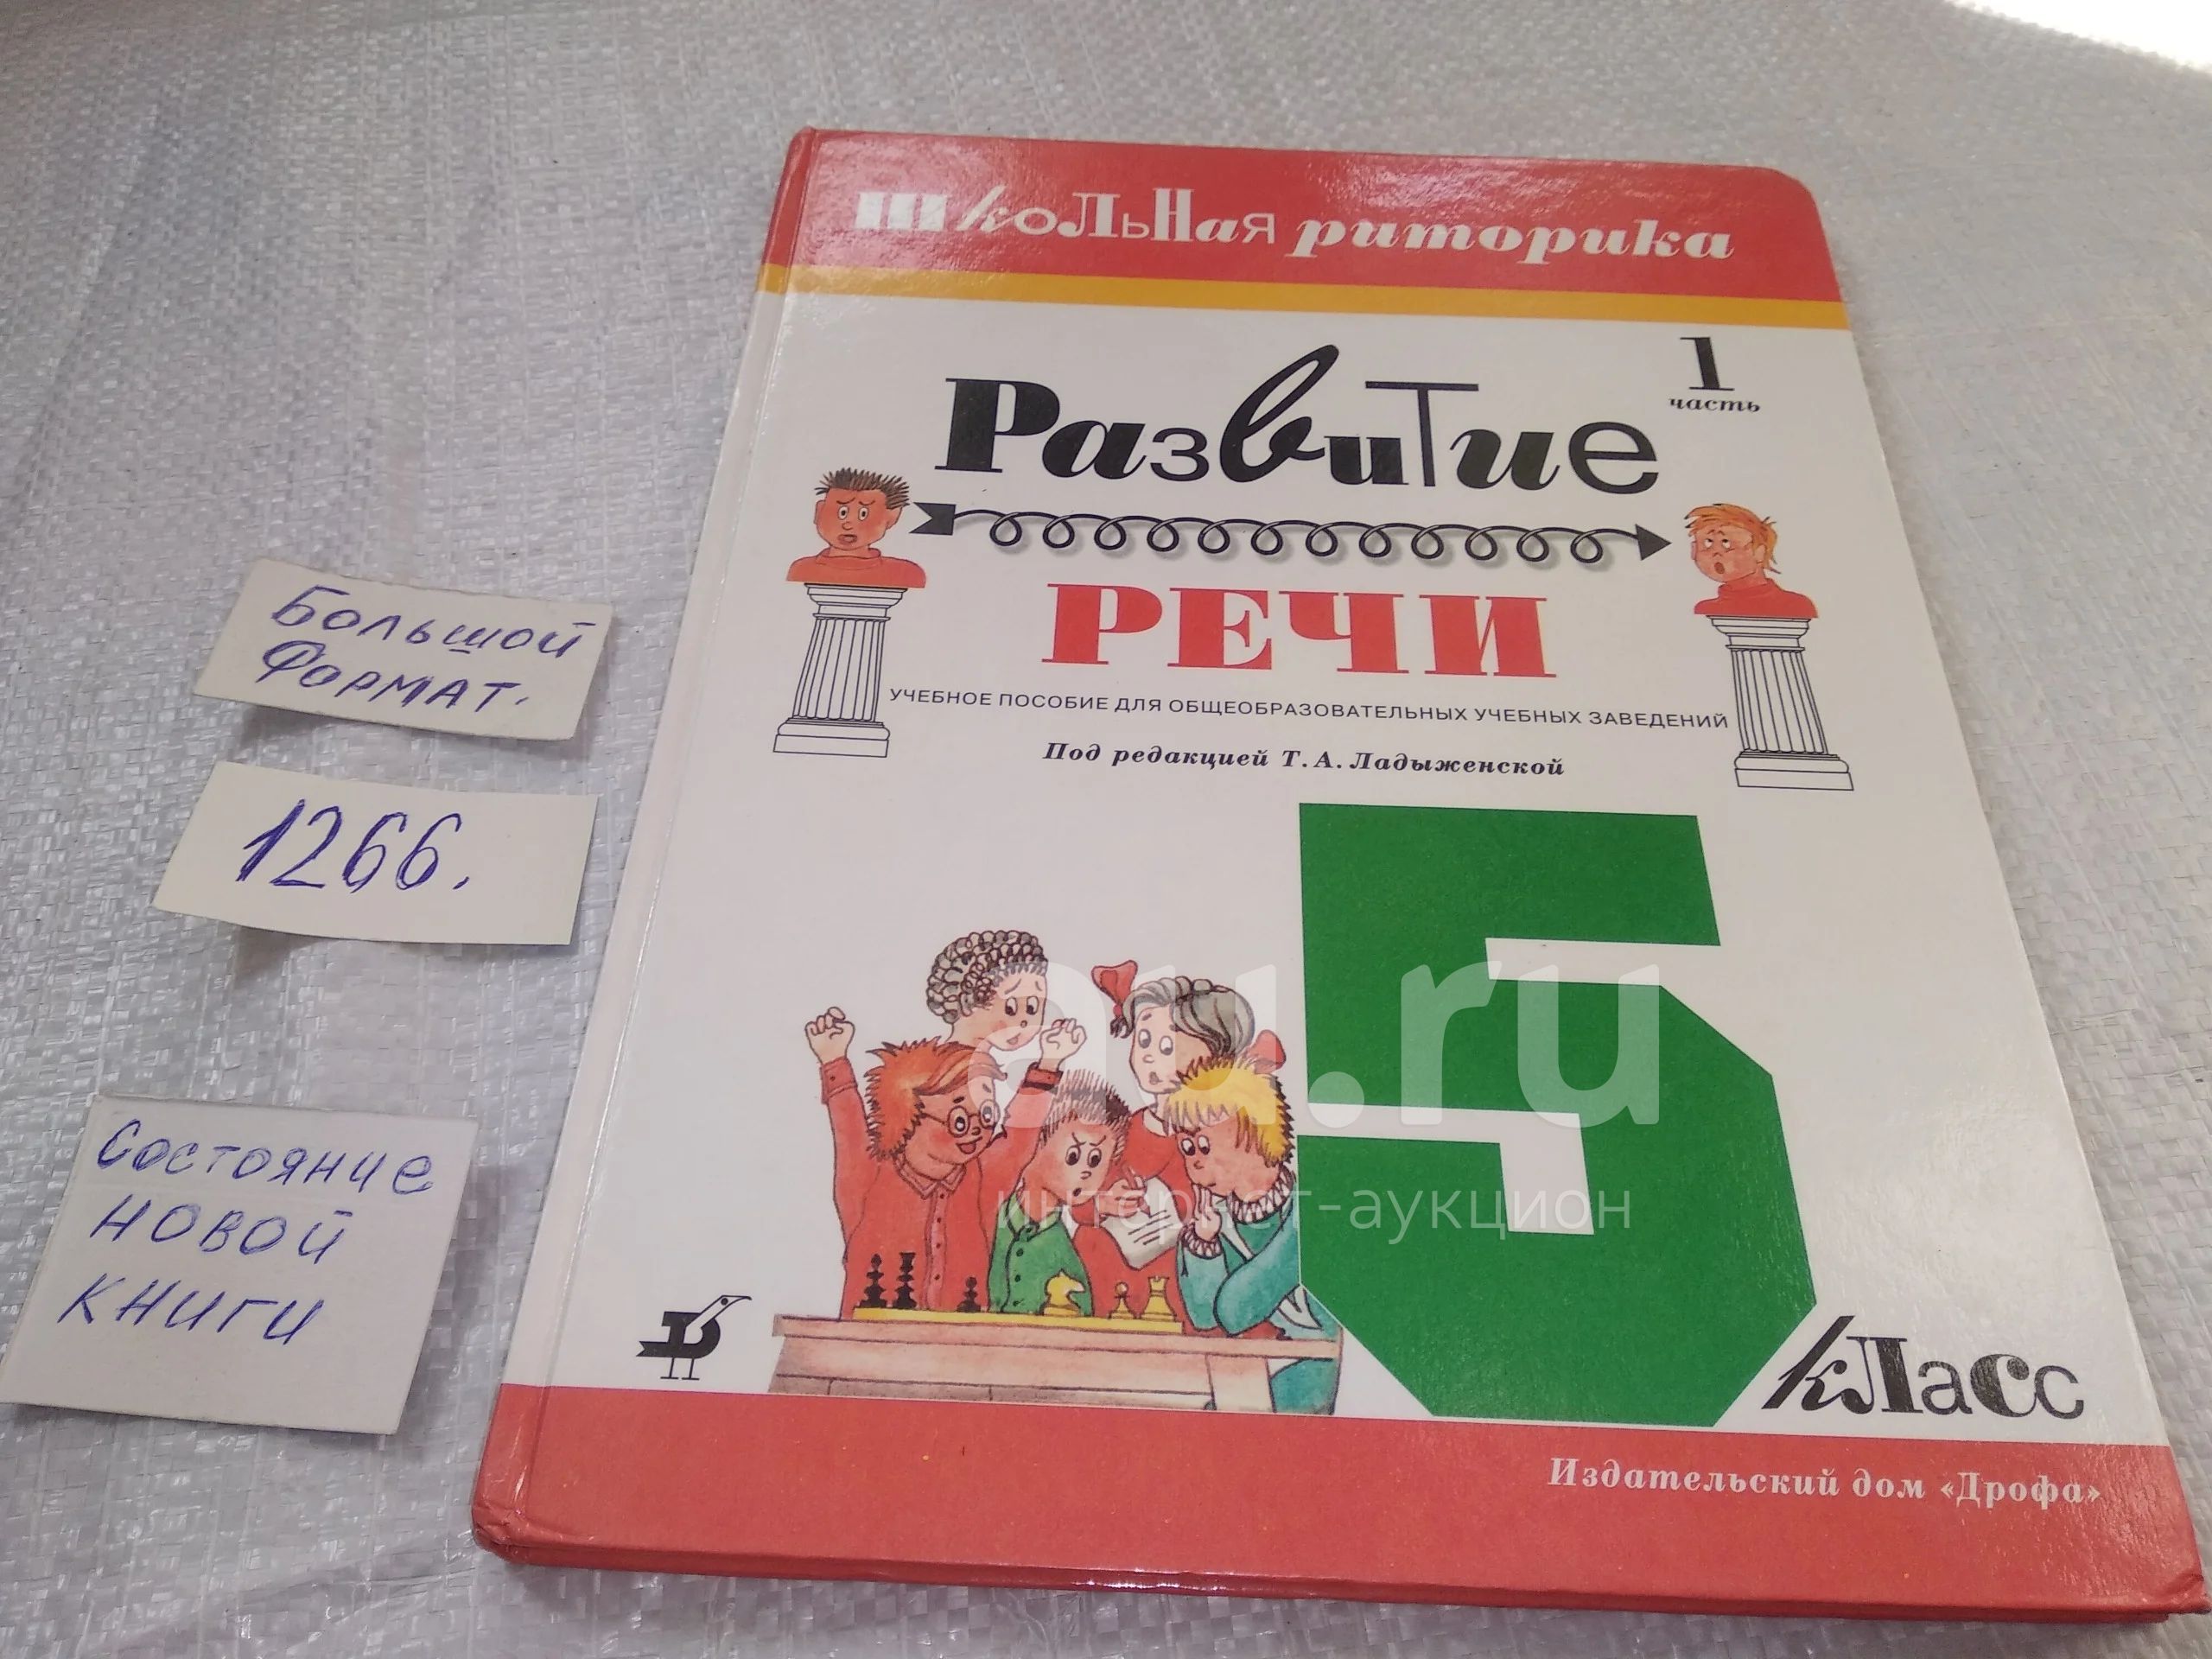 Школьная риторика
1
часть
Развитие
РЕЧИ
УЧЕБНОЕ ПОСОБИЕ ДЛЯ ОБЩЕОБРАЗОВАТЕЛЬНЫХ УЧЕБНЫХ ЗАВЕДЕНИЙ
Под редакцией Т. А. Ладыженской
5
класс
Издательский дом «Дрофа»
Большой
Формат.
1266.
Состояние
новой
книги
au.ru
интернет-аукцион